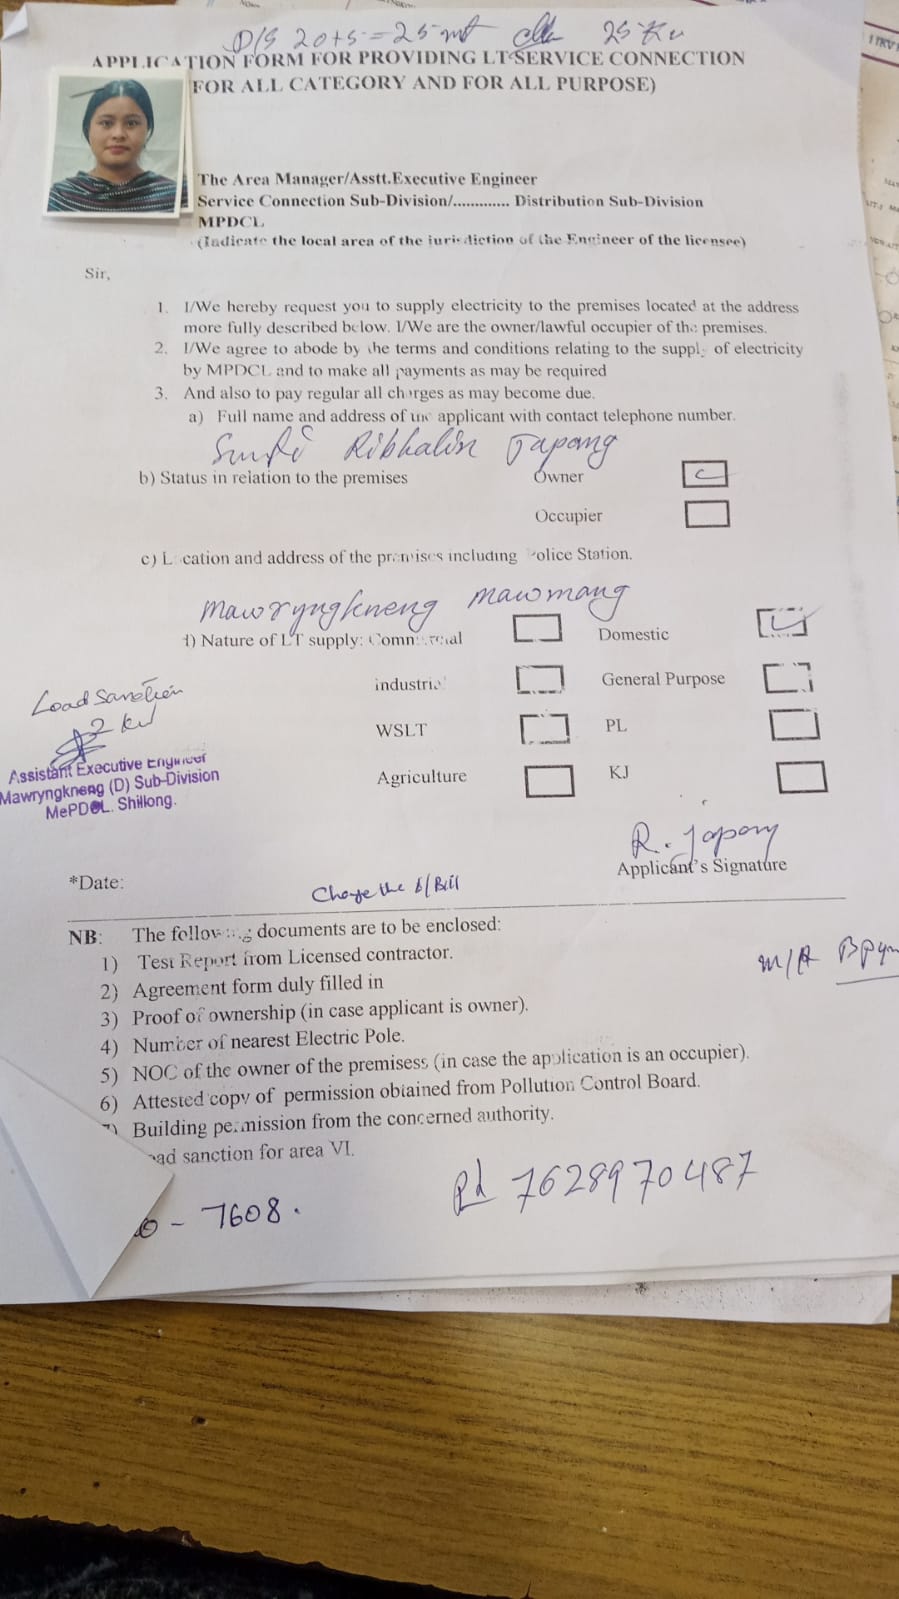 D/S 20+5=25 mt 25 Kv
APPLICATION FORM FOR PROVIDING LT SERVICE CONNECTION
FOR ALL CATEGORY AND FOR ALL PURPOSE)
The Area Manager/Asstt.Executive Engineer
Service Connection Sub-Division/............. Distribution Sub-Division
MPDCL
(Indicate the local area of the jurisdiction of the Engineer of the licensee)
Sir,
1. I/We hereby request you to supply electricity to the premises located at the address
more fully described below. I/We are the owner/lawful occupier of the premises.
2. I/We agree to abode by the terms and conditions relating to the supply of electricity
by MPDCL and to make all payments as may be required
3. And also to pay regular all charges as may become due.
a) Full name and address of the applicant with contact telephone number.
Smti Ribhalin Japang
b) Status in relation to the premises Owner
Occupier
c) Location and address of the premises including Police Station.
Mawryngkneng Mawmang
d) Nature of LT supply: Commercial Domestic
industrial General Purpose
WSLT PL
Agriculture KJ
Load Sanction
2 kw
Assistant Executive Engineer
Mawryngkneng (D) Sub-Division
MePDCL. Shillong.
R. Japang
Applicant's Signature
*Date:
Charge the b/Bill
NB: The following documents are to be enclosed:
1) Test Report from Licensed contractor.
2) Agreement form duly filled in
3) Proof of ownership (in case applicant is owner).
4) Number of nearest Electric Pole.
5) NOC of the owner of the premisess (in case the application is an occupier).
6) Attested copy of permission obtained from Pollution Control Board.
7) Building permission from the concerned authority.
sanction for area VI.
M/A
Ph 7628970487
- 7608.